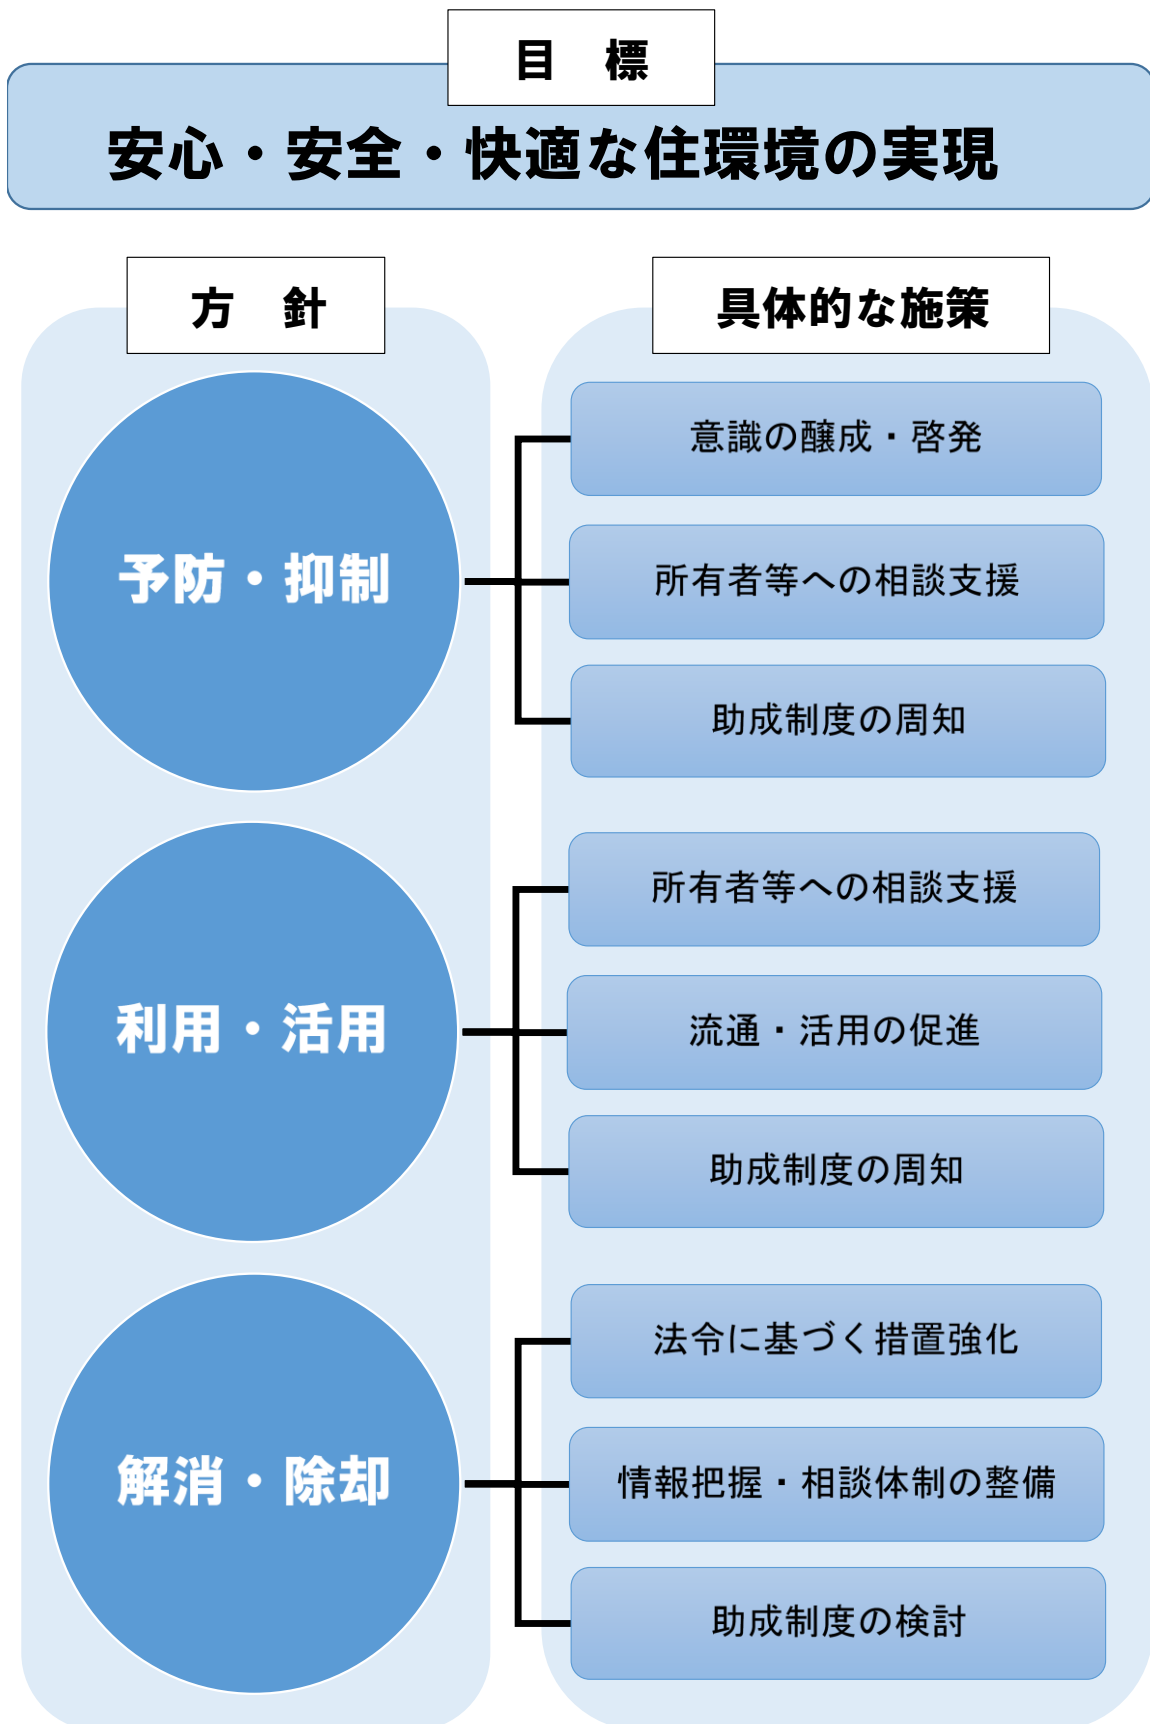 目　標
安心・安全・快適な住環境の実現
方　針
具体的な施策
予防・抑制
意識の醸成・啓発
所有者等への相談支援
助成制度の周知
利用・活用
所有者等への相談支援
流通・活用の促進
助成制度の周知
解消・除却
法令に基づく措置強化
情報把握・相談体制の整備
助成制度の検討